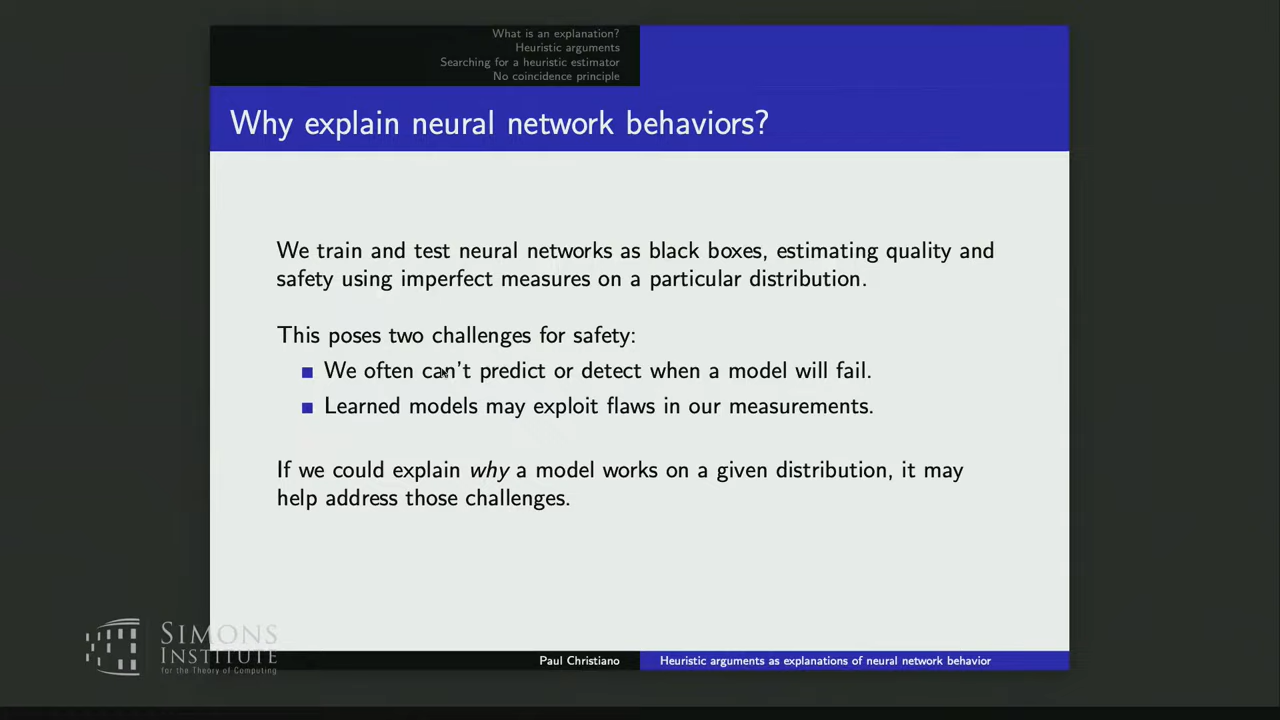 What is an explanation?
Heuristic arguments
Searching for a heuristic estimator
No coincidence principle
Why explain neural network behaviors?
We train and test neural networks as black boxes, estimating quality and
safety using imperfect measures on a particular distribution.
This poses two challenges for safety:
We often can't predict or detect when a model will fail.
Learned models may exploit flaws in our measurements.
If we could explain why a model works on a given distribution, it may
help address those challenges.
SIMONS
INSTITUTE
for the Theory of Computing
Paul Christiano
Heuristic arguments as explanations of neural network behavior